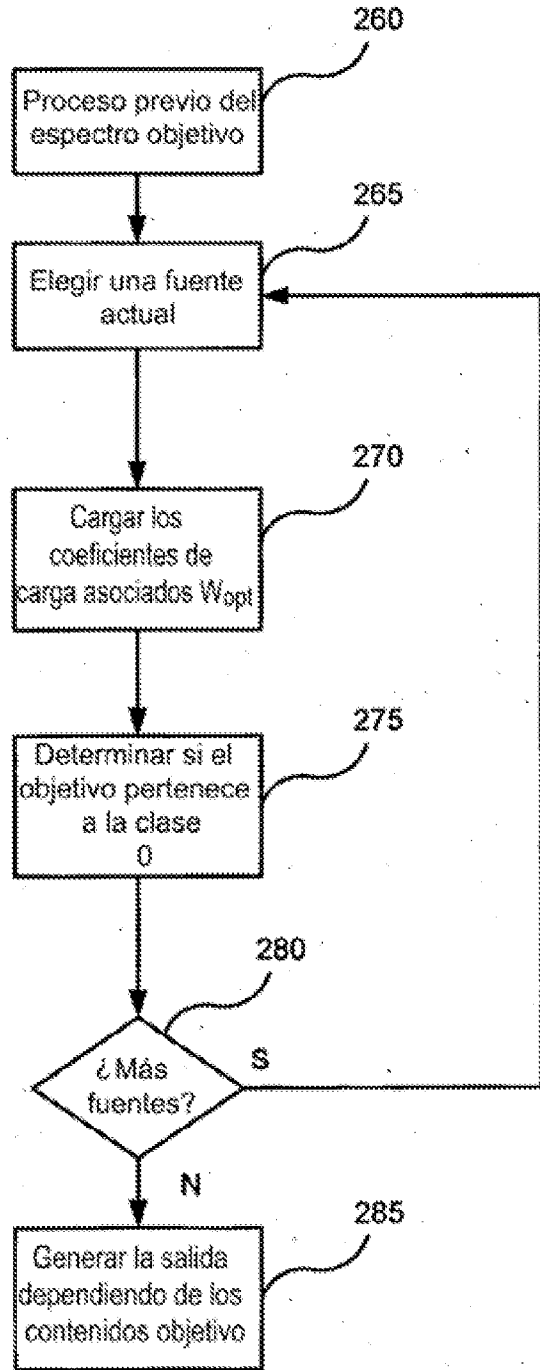 260
Proceso previo del
espectro objetivo
265
Elegir una fuente
actual
270
Cargar los
coeficientes de
carga asociados Wopt
275
Determinar si el
objetivo pertenece
a la clase
0
280
¿Más
fuentes?
S
N
285
Generar la salida
dependiendo de los
contenidos objetivo